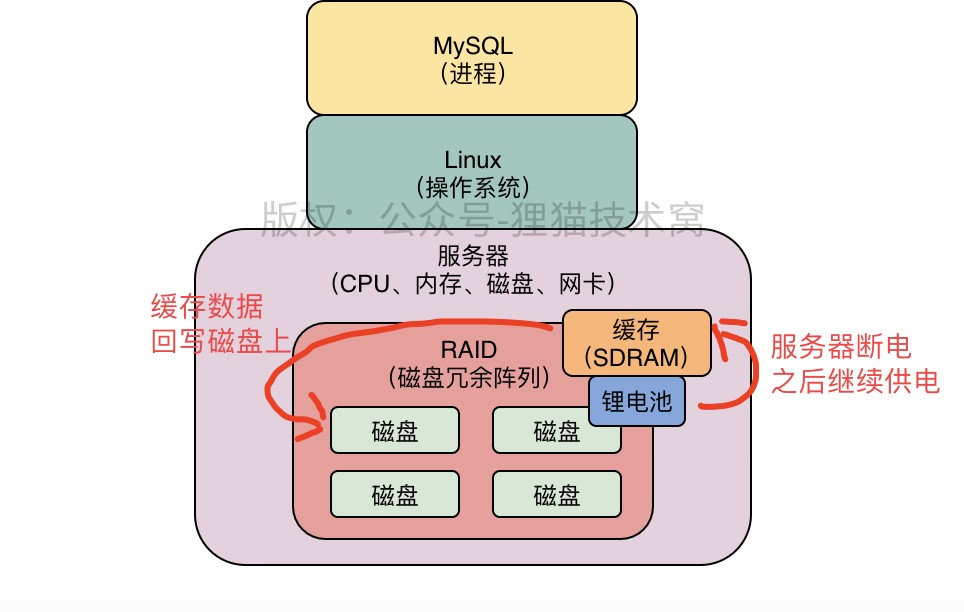 MySQL
（进程）
Linux
（操作系统）
版权：公众号-狸猫技术窝
服务器
（CPU、内存、磁盘、网卡）
缓存数据
回写磁盘上
缓存
（SDRAM）
服务器断电
之后继续供电
RAID
（磁盘冗余阵列）
锂电池
磁盘
磁盘
磁盘
磁盘